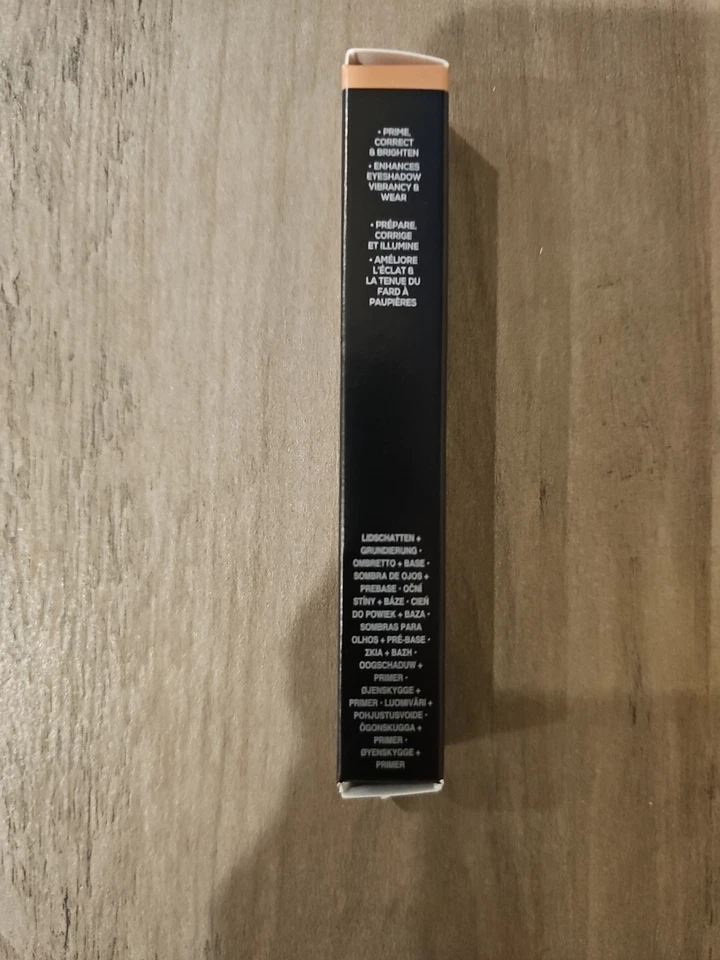 • PRIME,
CORRECT
& BRIGHTEN
• ENHANCES
EYESHADOW
VIBRANCY &
WEAR
• PRÉPARE,
CORRIGE
ET ILLUMINE
• AMÉLIORE
L'ÉCLAT &
LA TENUE DU
FARD À
PAUPIÈRES
LIDSCHATTEN +
GRUNDIERUNG •
OMBRETTO + BASE •
SOMBRA DE OJOS +
PREBASE • OČNÍ
STÍNY + BÁZE • CIEŃ
DO POWIEK + BAZA •
SOMBRAS PARA
OLHOS + PRÉ-BASE •
ΣΚΙΑ + ΒΑΣΗ •
OOGSCHADUW +
PRIMER •
ØJENSKYGGE +
PRIMER • LUOMIVÄRI +
POHJUSTUSVOIDE •
ÖGONSKUGGA +
PRIMER •
ØYENSKYGGE +
PRIMER